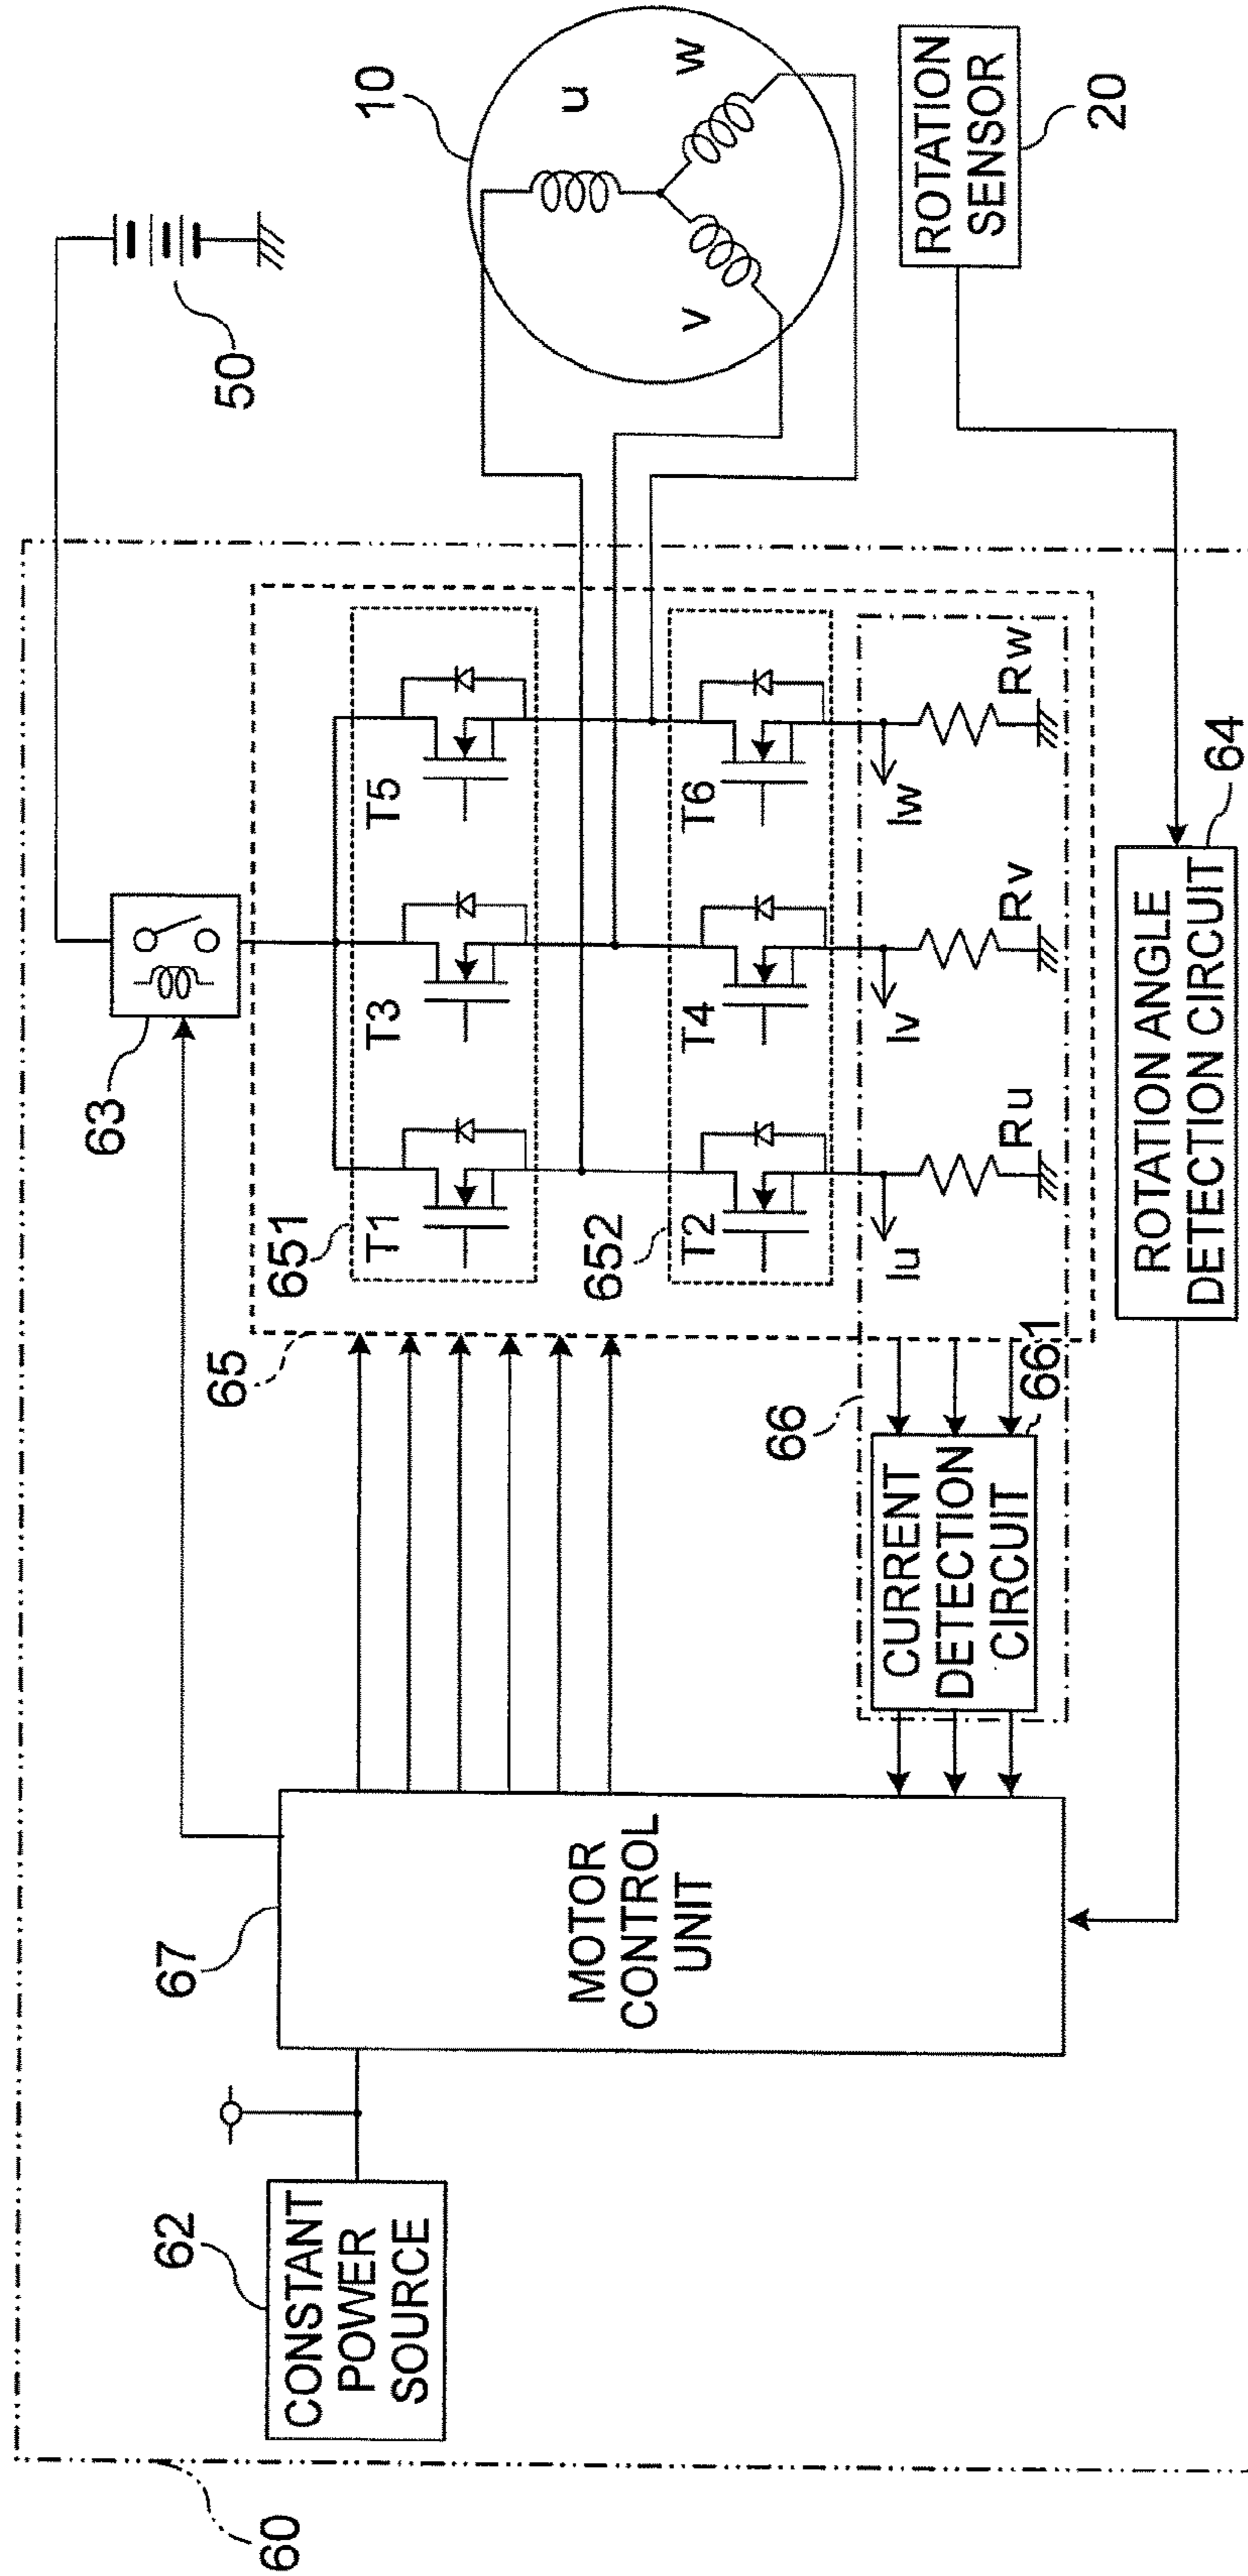 60
62
CONSTANT
POWER
SOURCE
67
MOTOR
CONTROL
UNIT
63
50
65
651
T1
T3
T5
652
T2
T4
T6
Iu
Iv
Iw
Ru
Rv
Rw
66
661
CURRENT
DETECTION
CIRCUIT
10
u
v
w
ROTATION
SENSOR
20
64
ROTATION ANGLE
DETECTION CIRCUIT